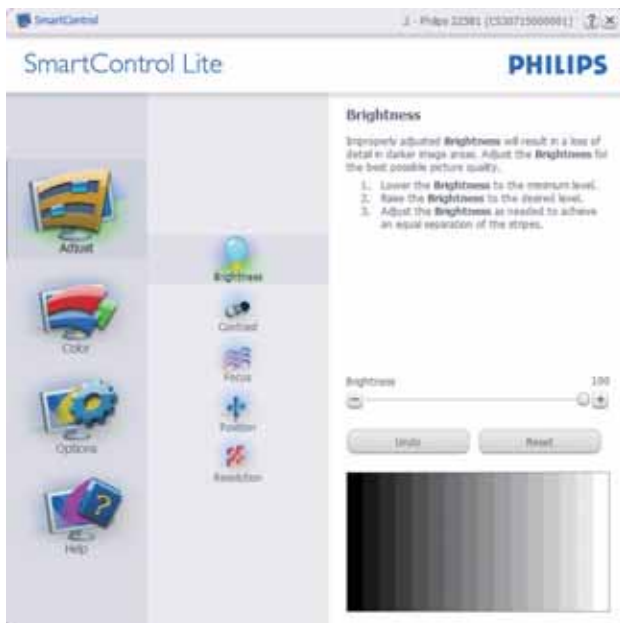 SmartControl
SmartControl Lite
PHILIPS
Adjust
Color
Options
Help
Brightness
Contrast
Focus
Position
Resolution
Brightness
Improperly adjusted Brightness will result in a loss of
detail in darker image areas. Adjust the Brightness for
the best possible picture quality.
1. Lower the Brightness to the minimum level.
2. Raise the Brightness to the desired level.
3. Adjust the Brightness as needed to achieve
an equal separation of the stripes.
Brightness 100
Undo Reset